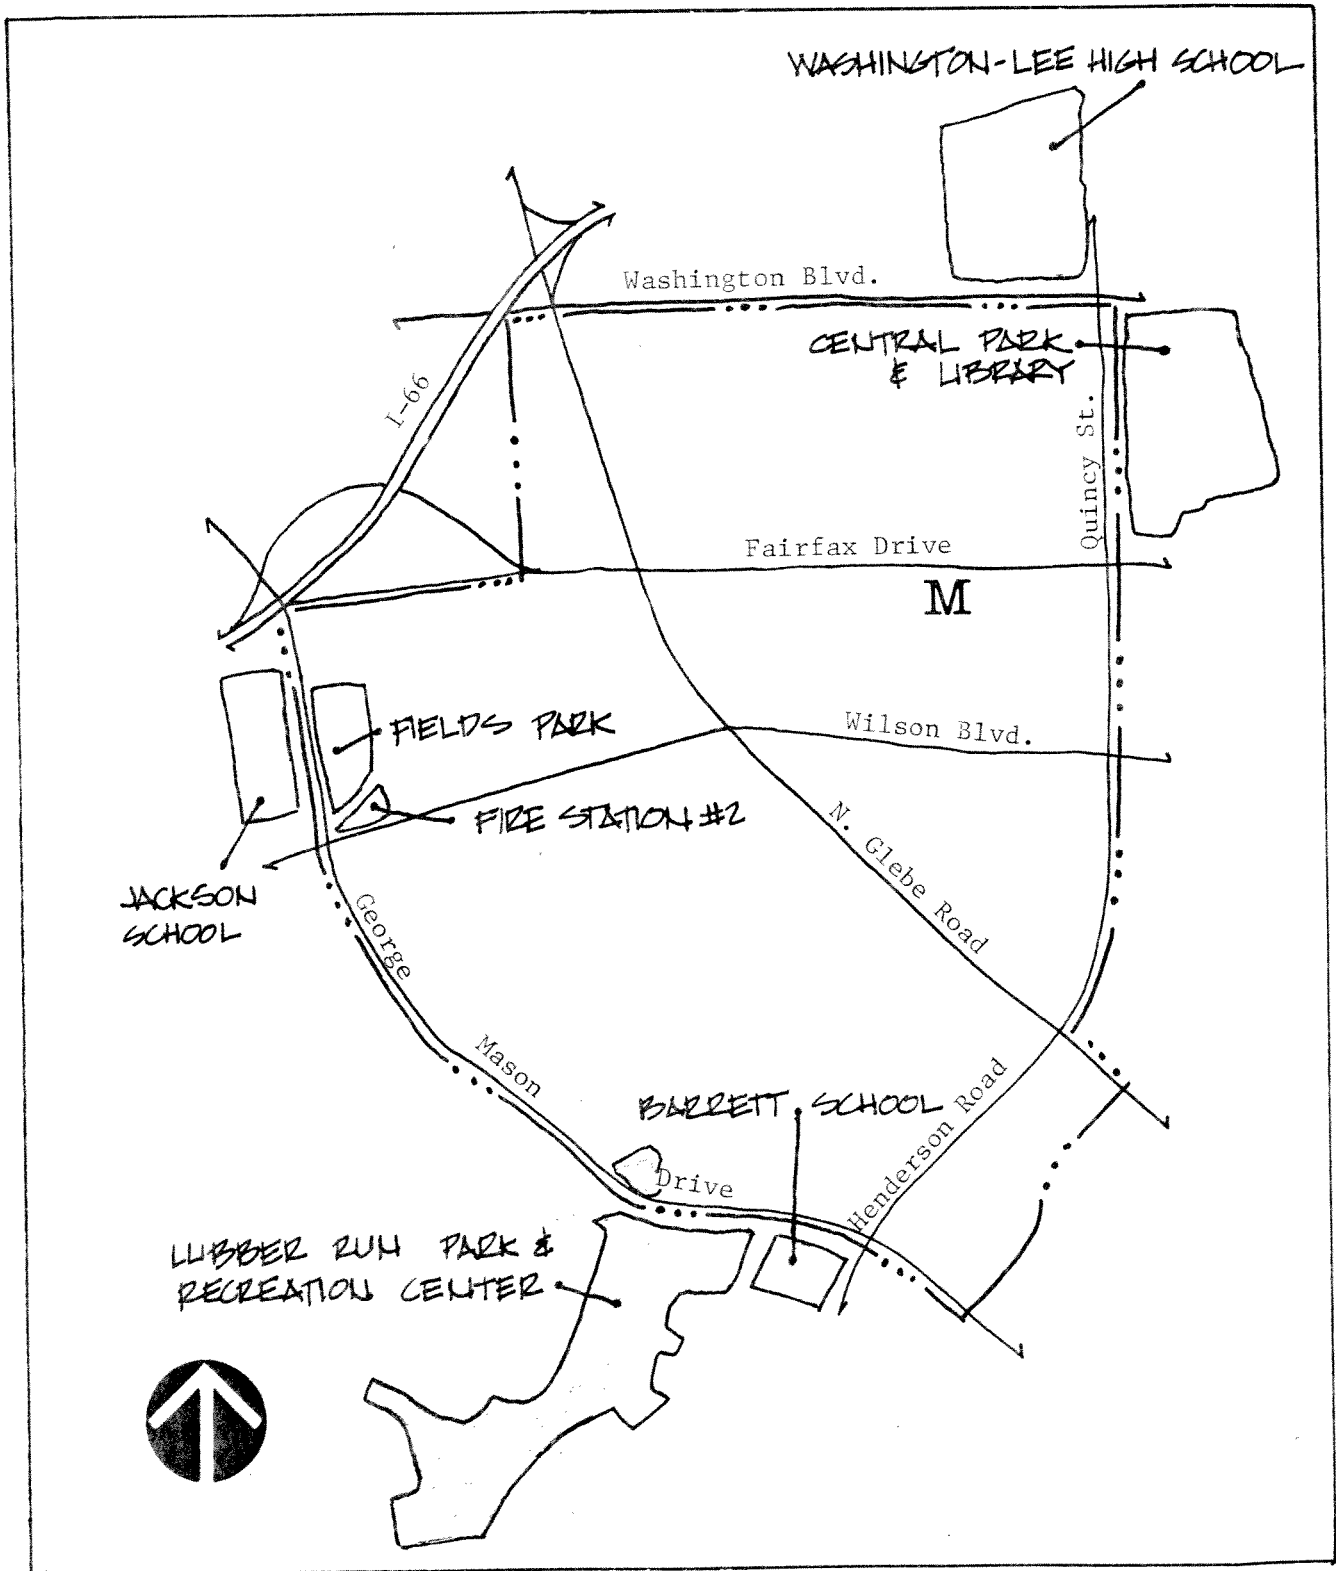 WASHINGTON-LEE HIGH SCHOOL
Washington Blvd.
CENTRAL PARK
& LIBRARY
I-66
Quincy St.
Fairfax Drive
M
FIELDS PARK
Wilson Blvd.
FIRE STATION #2
N. Glebe Road
JACKSON
SCHOOL
George Mason Drive
BARRETT SCHOOL
Henderson Road
LUBBER RUN PARK &
RECREATION CENTER